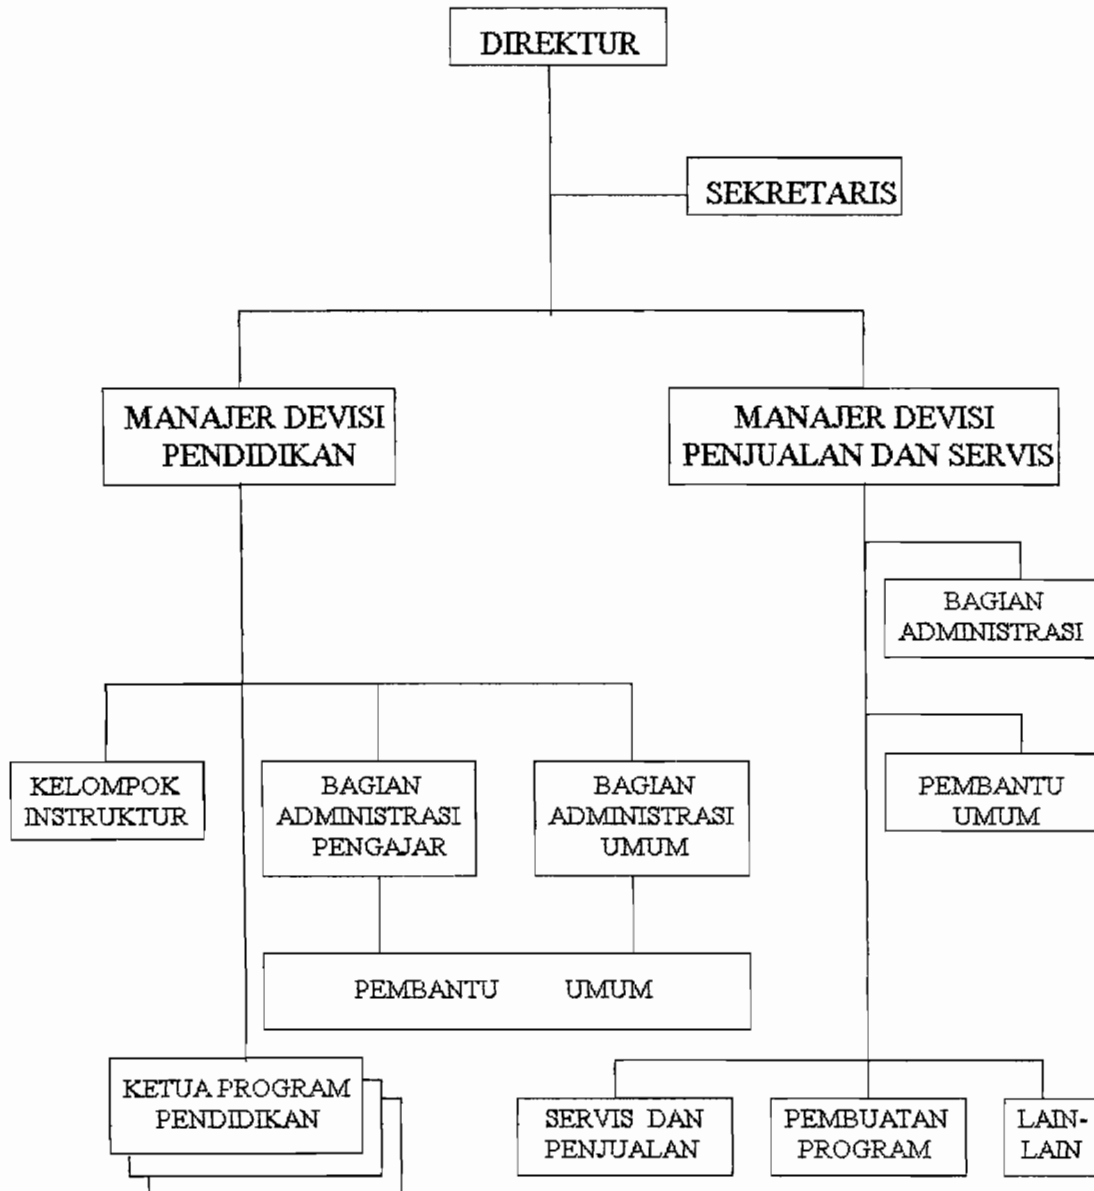 DIREKTUR
SEKRETARIS
MANAJER DEVISI
PENDIDIKAN
MANAJER DEVISI
PENJUALAN DAN SERVIS
BAGIAN
ADMINISTRASI
PEMBANTU
UMUM
KELOMPOK
INSTRUKTUR
BAGIAN
ADMINISTRASI
PENGAJAR
BAGIAN
ADMINISTRASI
UMUM
PEMBANTU UMUM
KETUA PROGRAM
PENDIDIKAN
SERVIS DAN
PENJUALAN
PEMBUATAN
PROGRAM
LAIN-
LAIN